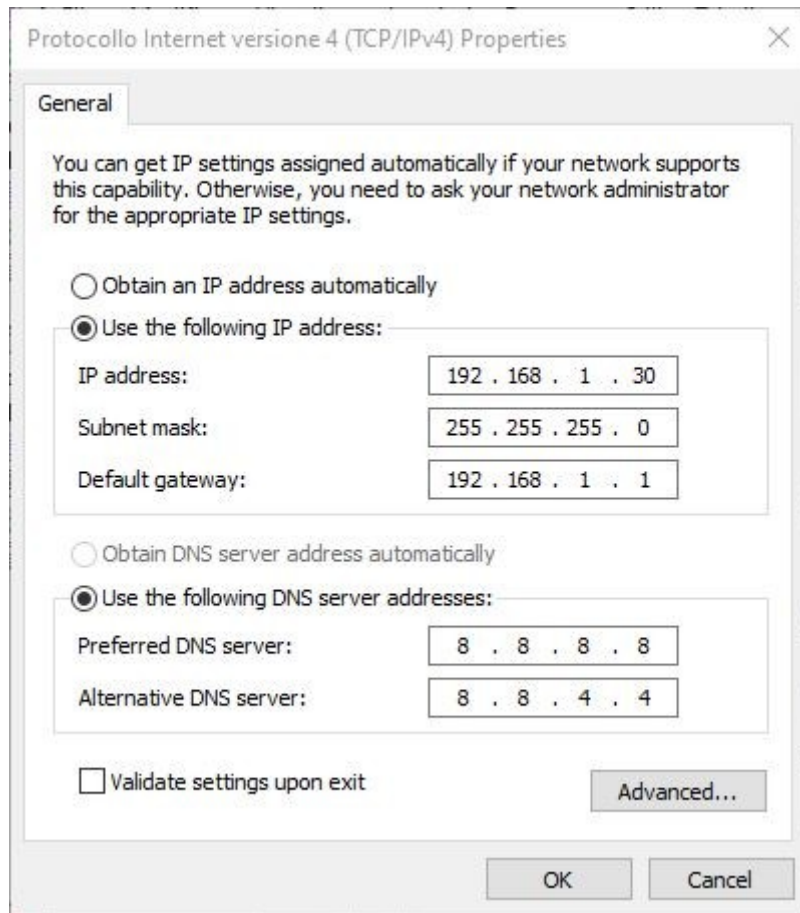 Protocollo Internet versione 4 (TCP/IPv4) Properties
General
You can get IP settings assigned automatically if your network supports
this capability. Otherwise, you need to ask your network administrator
for the appropriate IP settings.
Obtain an IP address automatically
Use the following IP address:
IP address: 192 . 168 . 1 . 30
Subnet mask: 255 . 255 . 255 . 0
Default gateway: 192 . 168 . 1 . 1
Obtain DNS server address automatically
Use the following DNS server addresses:
Preferred DNS server: 8 . 8 . 8 . 8
Alternative DNS server: 8 . 8 . 4 . 4
Validate settings upon exit
Advanced...
OK Cancel